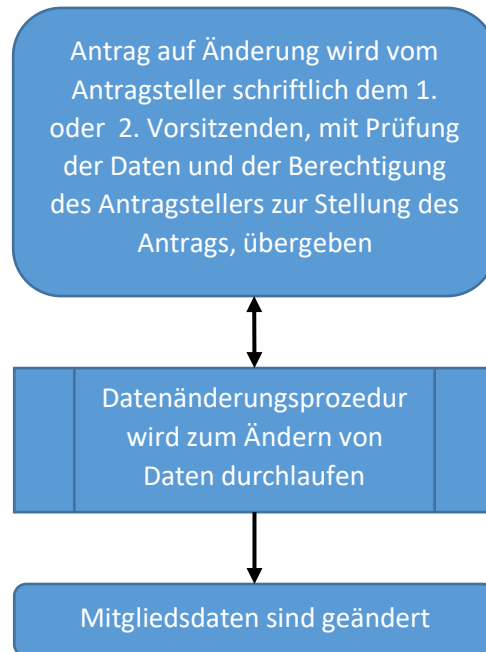 Antrag auf Änderung wird vom
Antragsteller schriftlich dem 1.
oder 2. Vorsitzenden, mit Prüfung
der Daten und der Berechtigung
des Antragstellers zur Stellung des
Antrags, übergeben
Datenänderungsprozedur
wird zum Ändern von
Daten durchlaufen
Mitgliedsdaten sind geändert